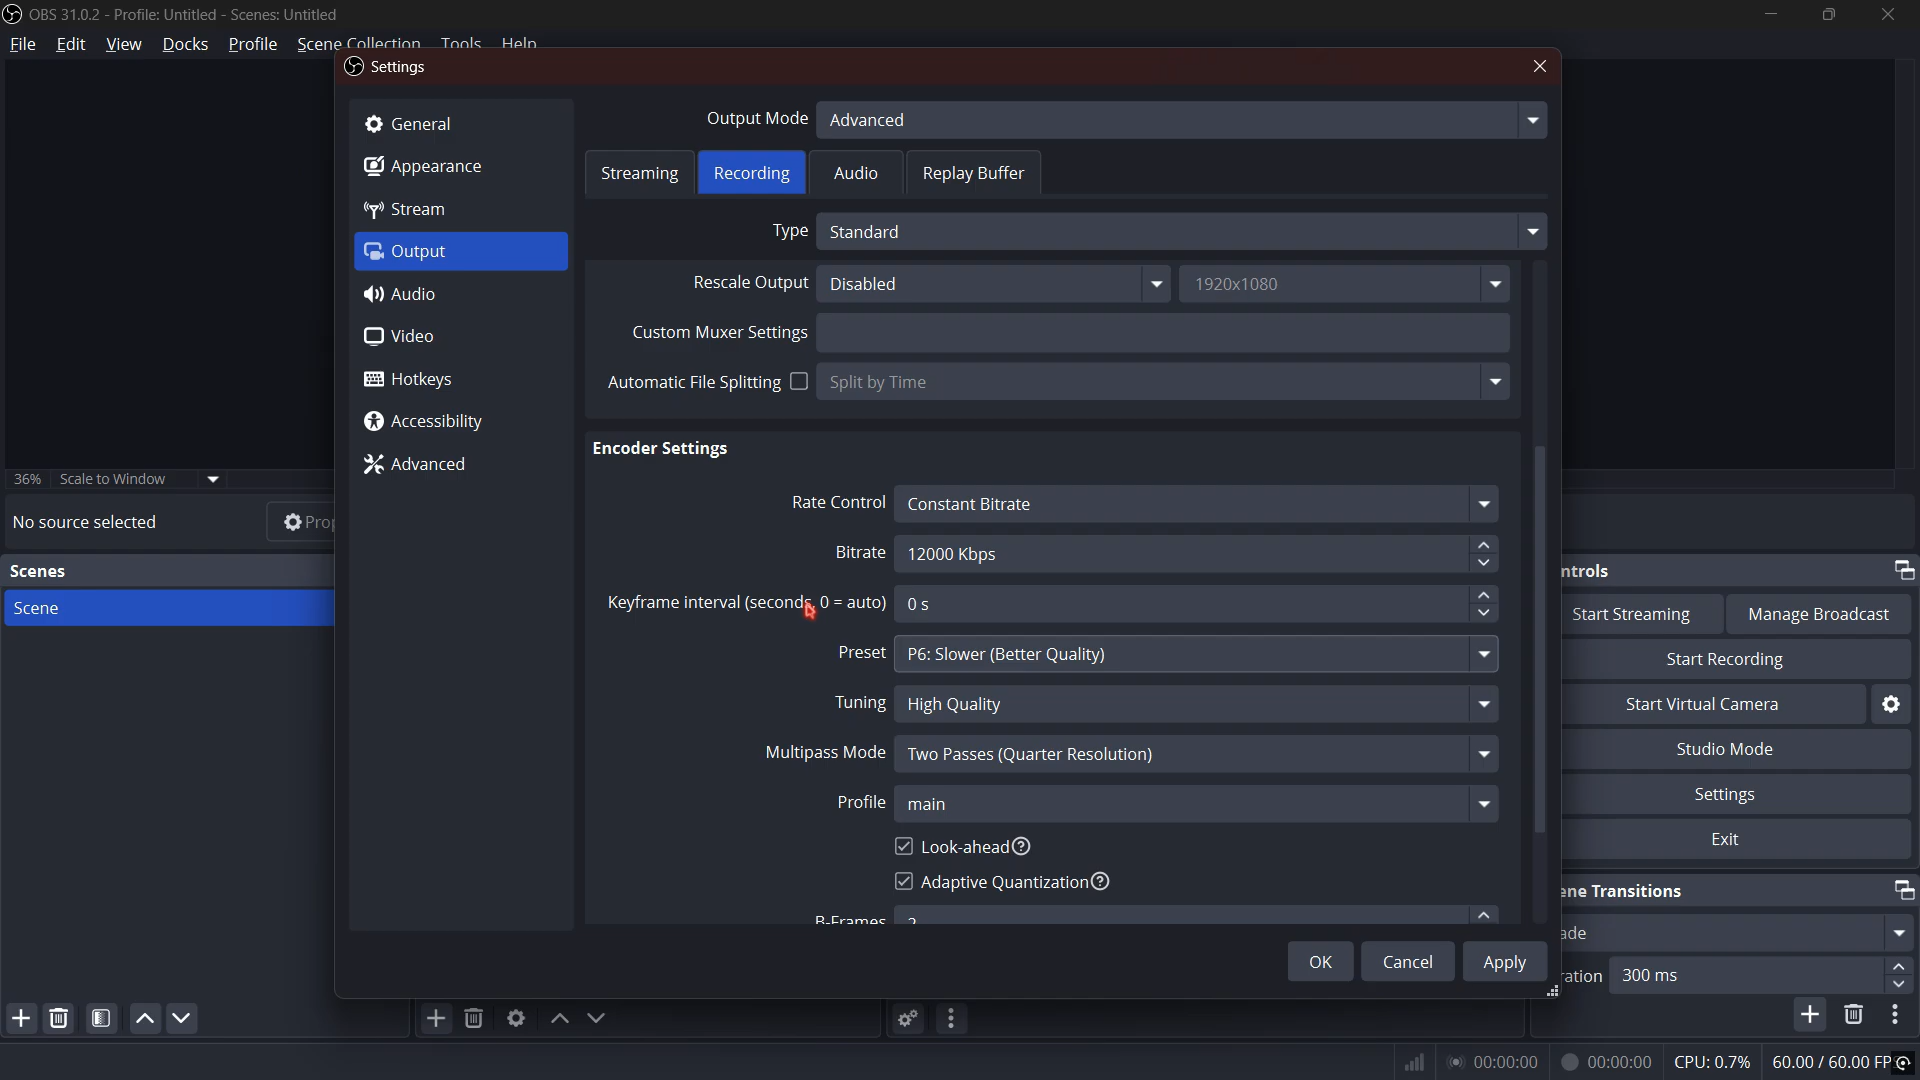 OBS 31.0.2 - Profile: Untitled - Scenes: Untitled
File Edit View Docks Profile Scene Collection Tools Help
Settings
General
Appearance
Stream
Output
Audio
Video
Hotkeys
Accessibility
Advanced
Output Mode Advanced
Streaming Recording Audio Replay Buffer
Type Standard
Rescale Output Disabled 1920x1080
Custom Muxer Settings
Automatic File Splitting Split by Time
Encoder Settings
Rate Control Constant Bitrate
Bitrate 12000 Kbps
Keyframe interval (seconds, 0 = auto) 0 s
Preset P6: Slower (Better Quality)
Tuning High Quality
Multipass Mode Two Passes (Quarter Resolution)
Profile main
Look-ahead ?
Adaptive Quantization ?
B-Frames 2
OK Cancel Apply
36% Scale to Window
No source selected Prop
Scenes
Scene
ntrols
Start Streaming Manage Broadcast
Start Recording
Start Virtual Camera
Studio Mode
Settings
Exit
ene Transitions
ade
ration 300 ms
00:00:00 00:00:00 CPU: 0.7% 60.00 / 60.00 FP